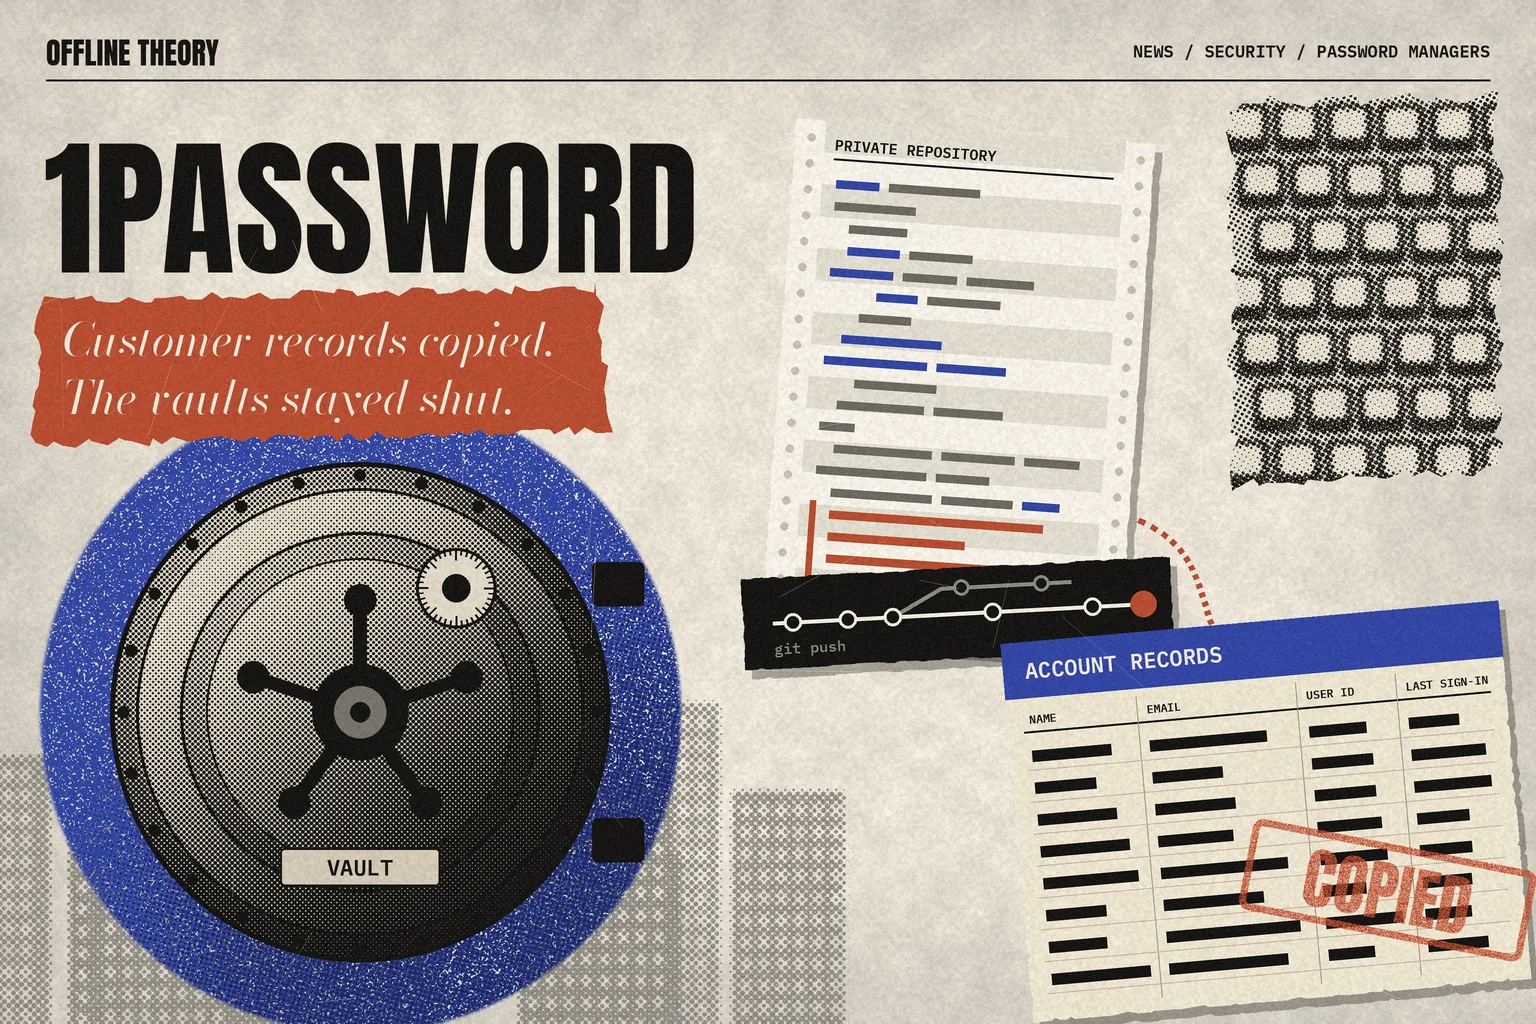 OFFLINE THEORY
NEWS / SECURITY / PASSWORD MANAGERS
1PASSWORD
Customer records copied.
The vaults stayed shut.
PRIVATE REPOSITORY
git push
VAULT
ACCOUNT RECORDS
NAME EMAIL USER ID LAST SIGN-IN
COPIED